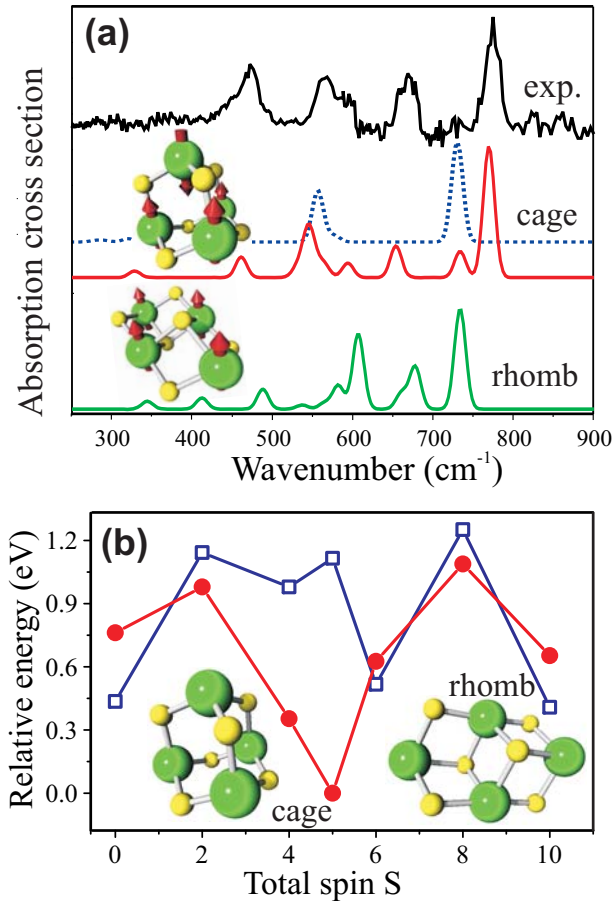 (a)
exp.
cage
rhomb
Absorption cross section
300 400 500 600 700 800 900
Wavenumber (cm⁻¹)
(b)
1.2
0.9
0.6
0.3
0.0
Relative energy (eV)
rhomb
cage
0 2 4 6 8 10
Total spin S